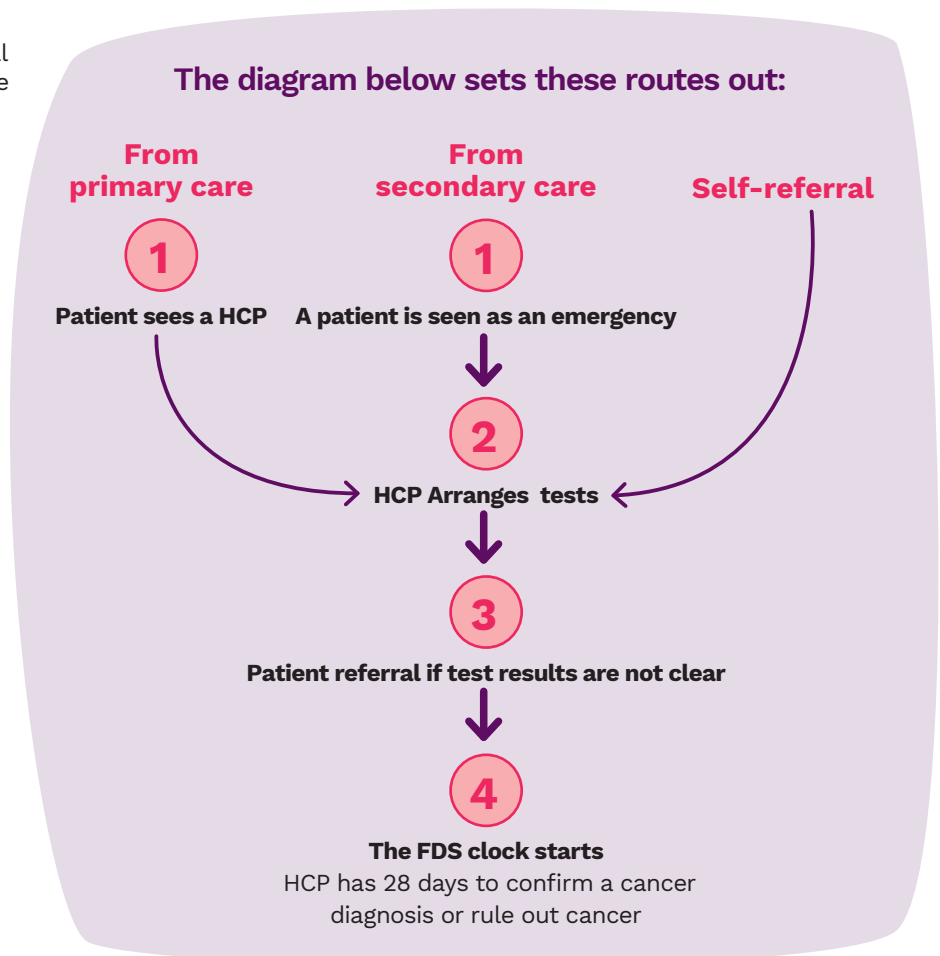 The diagram below sets these routes out:
From
primary care
1
Patient sees a HCP
From
secondary care
1
A patient is seen as an emergency
Self-referral
2
HCP Arranges tests
3
Patient referral if test results are not clear
4
The FDS clock starts
HCP has 28 days to confirm a cancer
diagnosis or rule out cancer